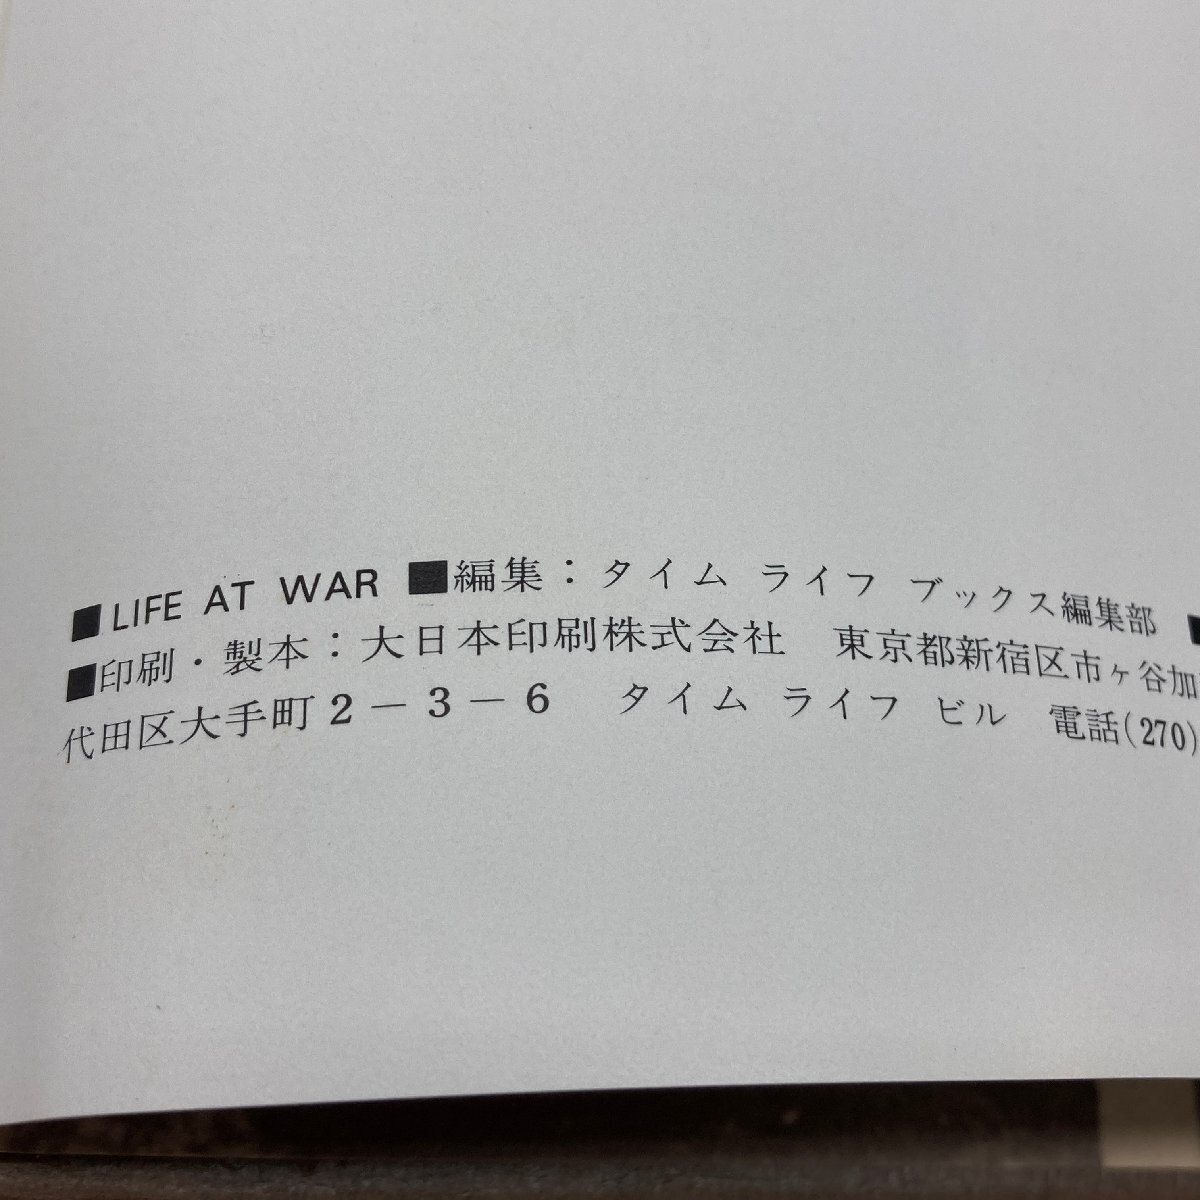 ■LIFE AT WAR ■編集：タイム ライフ ブックス編集部 ■
■印刷・製本：大日本印刷株式会社 東京都新宿区市ヶ谷加
代田区大手町2－3－6 タイム ライフ ビル 電話(270)